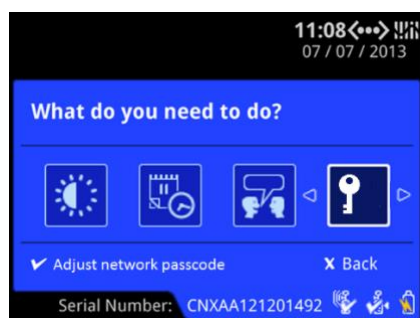 11:08
07 / 07 / 2013
What do you need to do?
Adjust network passcode
X Back
Serial Number: CNXAA121201492